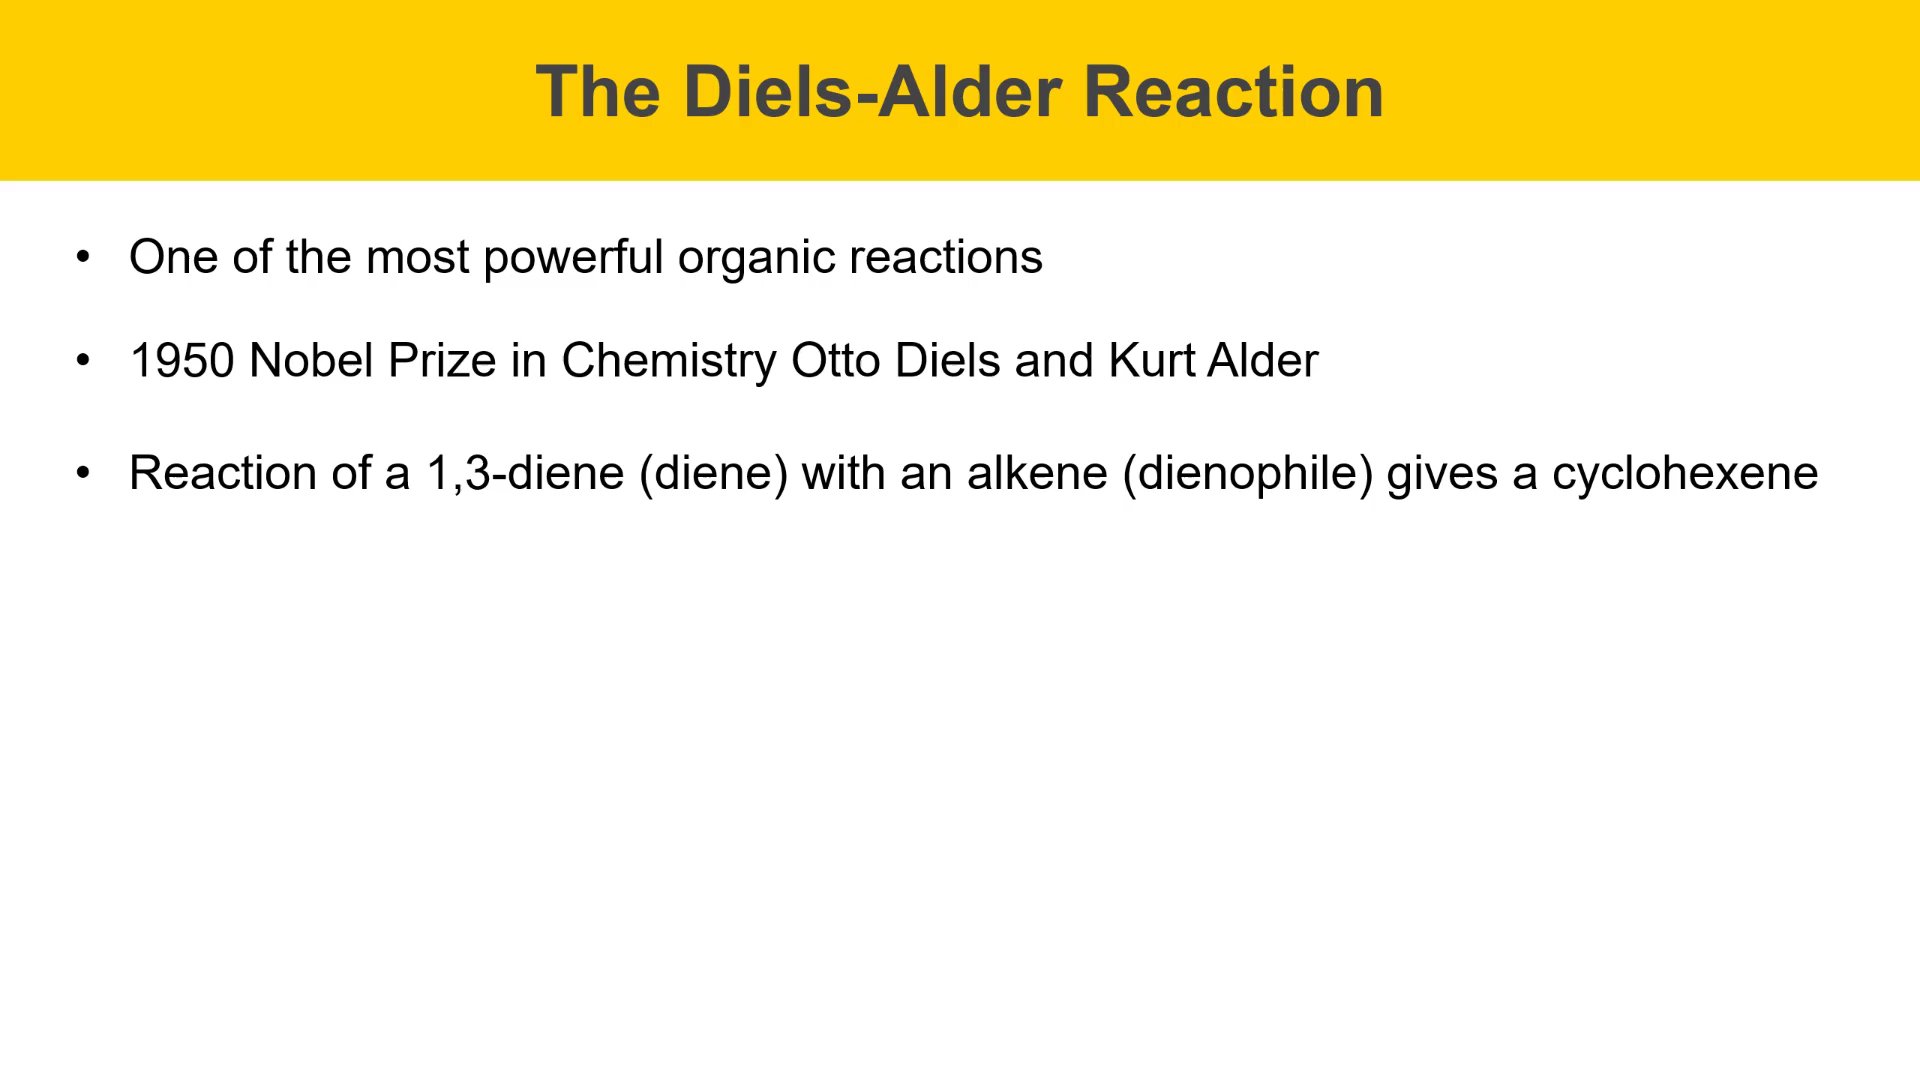 The Diels-Alder Reaction
• One of the most powerful organic reactions
• 1950 Nobel Prize in Chemistry Otto Diels and Kurt Alder
• Reaction of a 1,3-diene (diene) with an alkene (dienophile) gives a cyclohexene